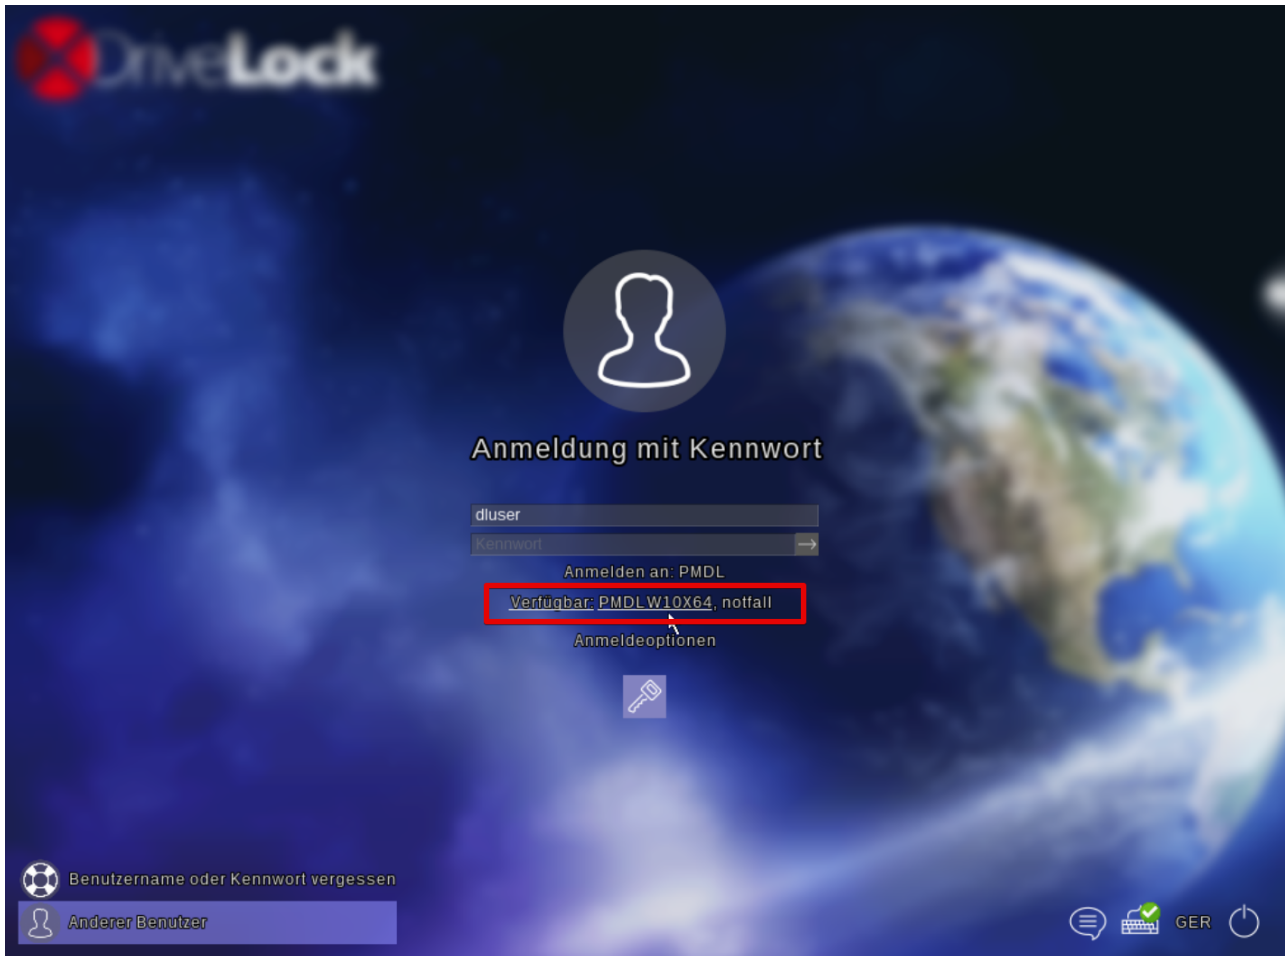 DriveLock
Anmeldung mit Kennwort
dluser
Kennwort
Anmelden an: PMDL
Verfügbar: PMDLW10X64, notfall
Anmeldeoptionen
Benutzername oder Kennwort vergessen
Anderer Benutzer
GER